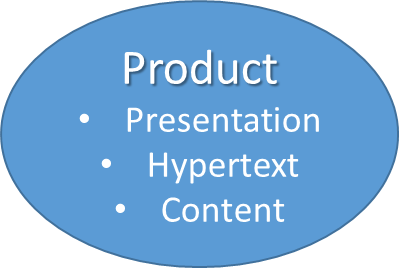 Product
• Presentation
• Hypertext
• Content